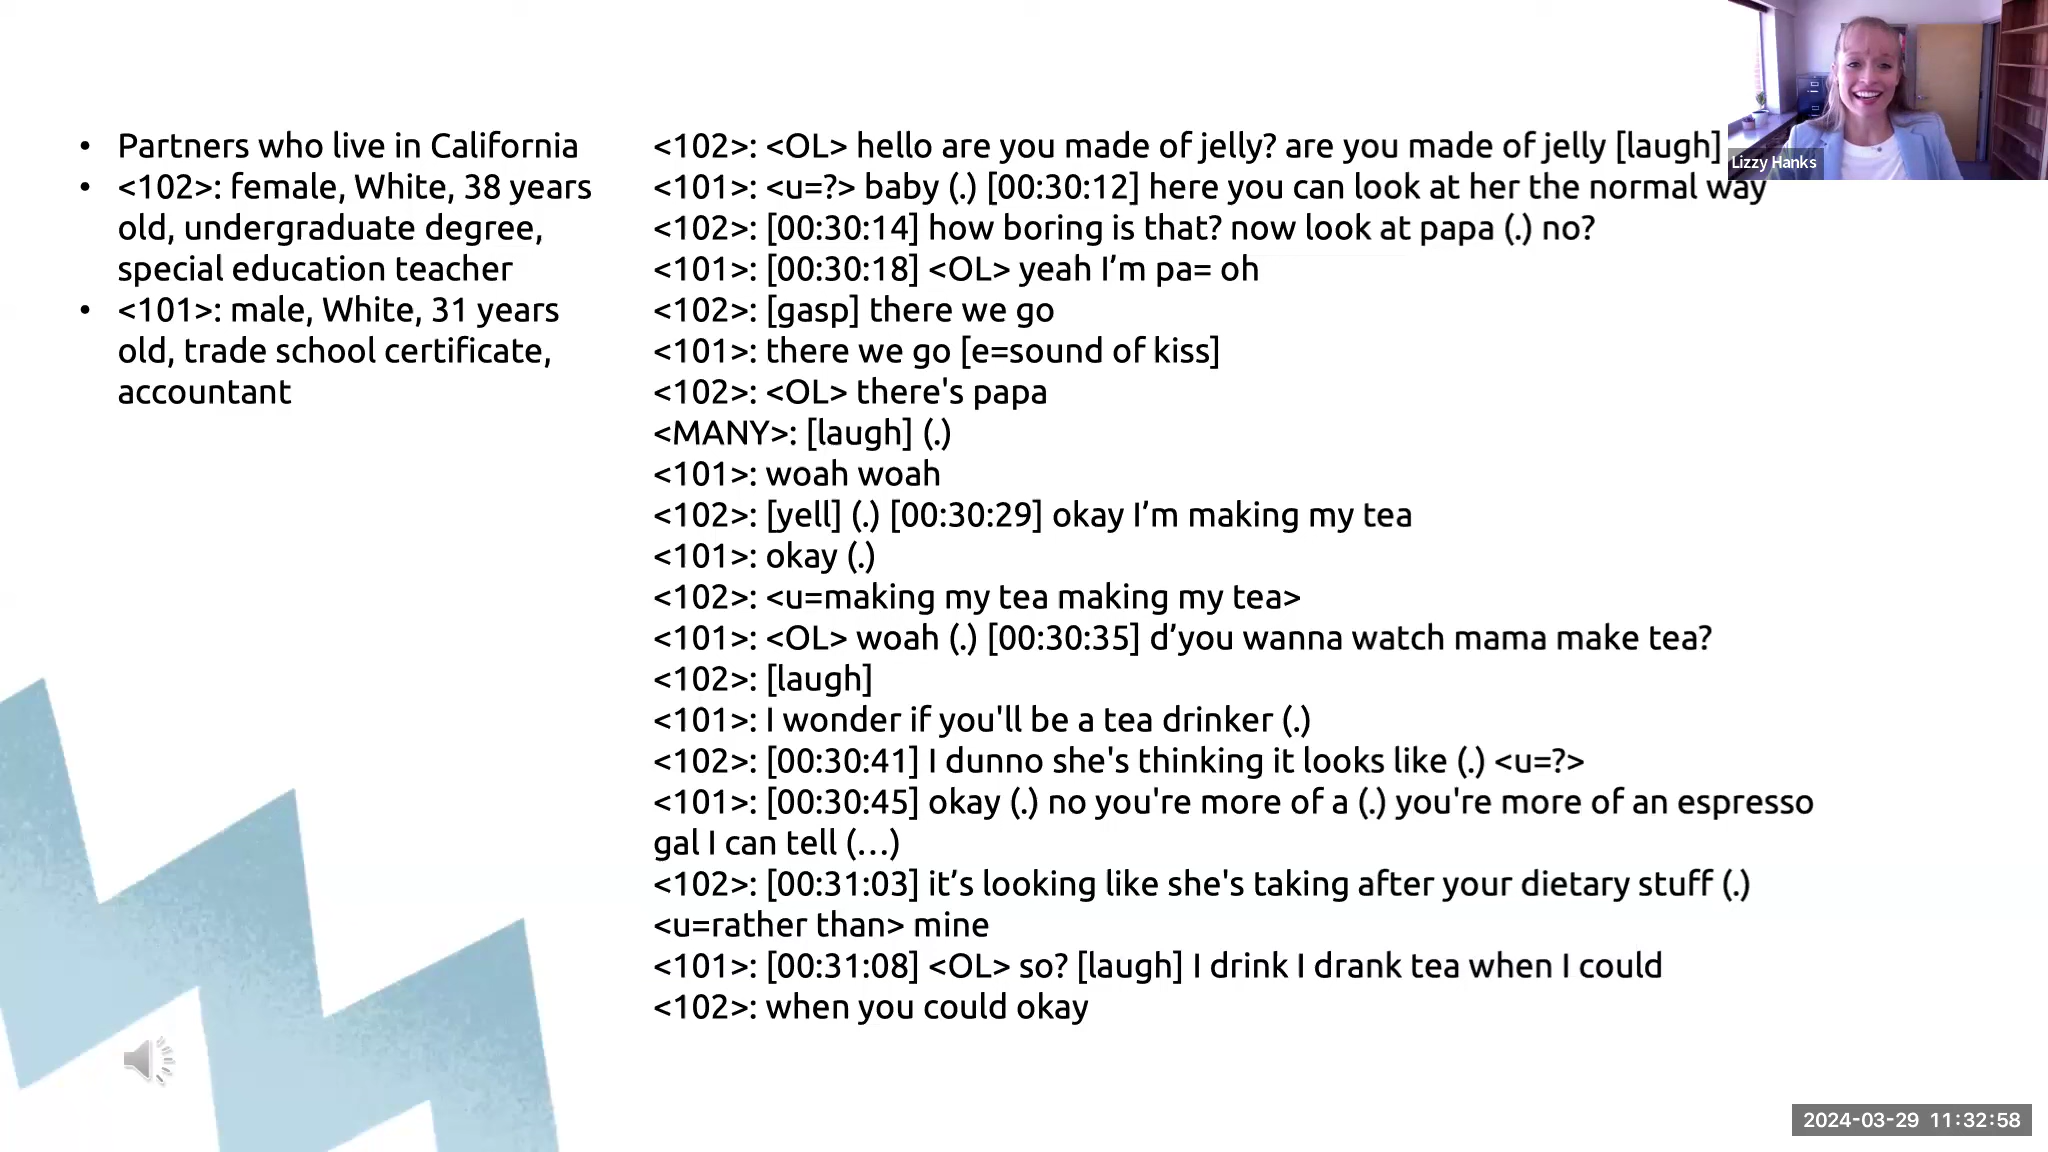 • Partners who live in California
• <102>: female, White, 38 years
old, undergraduate degree,
special education teacher
• <101>: male, White, 31 years
old, trade school certificate,
accountant
<102>: <OL> hello are you made of jelly? are you made of jelly [laugh]
<101>: <u=?> baby (.) [00:30:12] here you can look at her the normal way
<102>: [00:30:14] how boring is that? now look at papa (.) no?
<101>: [00:30:18] <OL> yeah I’m pa= oh
<102>: [gasp] there we go
<101>: there we go [e=sound of kiss]
<102>: <OL> there's papa
<MANY>: [laugh] (.)
<101>: woah woah
<102>: [yell] (.) [00:30:29] okay I’m making my tea
<101>: okay (.)
<102>: <u=making my tea making my tea>
<101>: <OL> woah (.) [00:30:35] d’you wanna watch mama make tea?
<102>: [laugh]
<101>: I wonder if you'll be a tea drinker (.)
<102>: [00:30:41] I dunno she's thinking it looks like (.) <u=?>
<101>: [00:30:45] okay (.) no you're more of a (.) you're more of an espresso
gal I can tell (…)
<102>: [00:31:03] it’s looking like she's taking after your dietary stuff (.)
<u=rather than> mine
<101>: [00:31:08] <OL> so? [laugh] I drink I drank tea when I could
<102>: when you could okay
Lizzy Hanks
2024-03-29 11:32:58